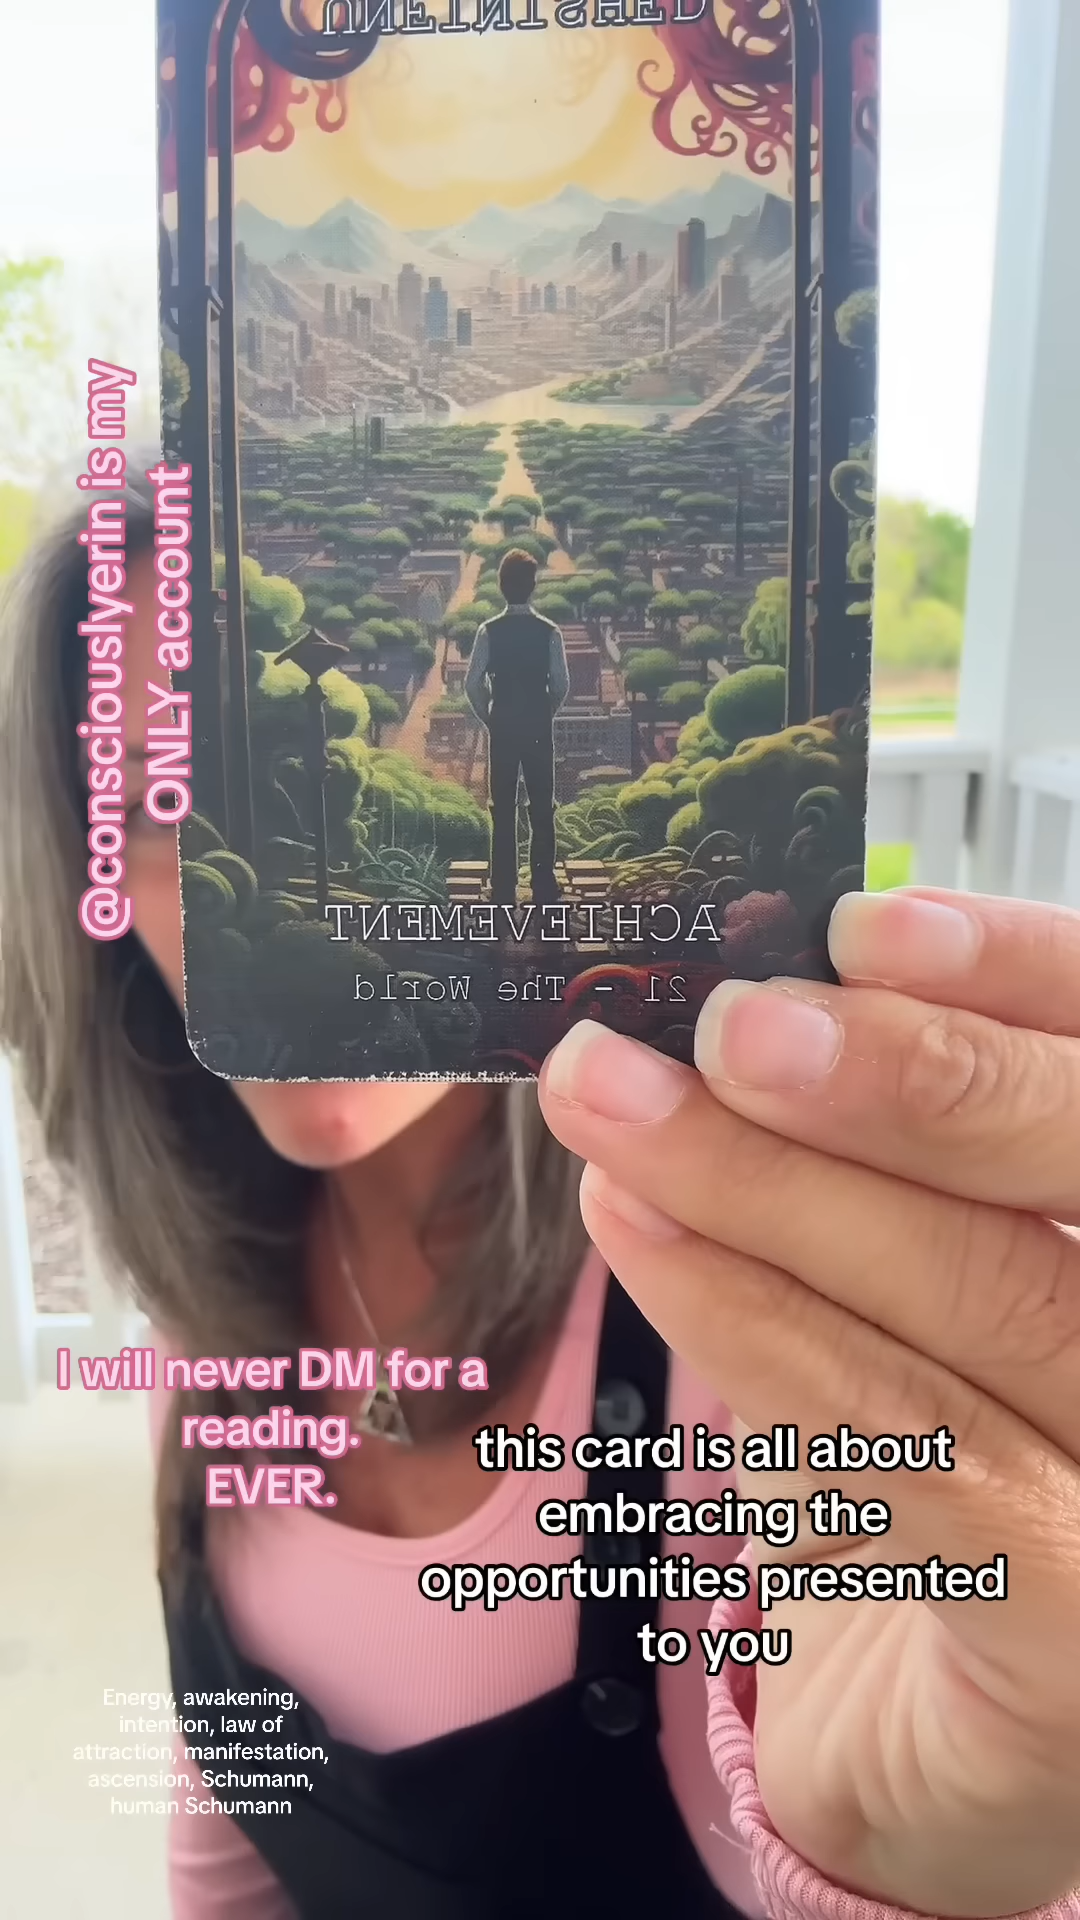 UNFINISHED
@consciouslyerin is my
ONLY account
ACHIEVEMENT
21 - The World
I will never DM for a
reading.
EVER.
this card is all about
embracing the
opportunities presented
to you
Energy, awakening,
intention, law of
attraction, manifestation,
ascension, Schumann,
human Schumann